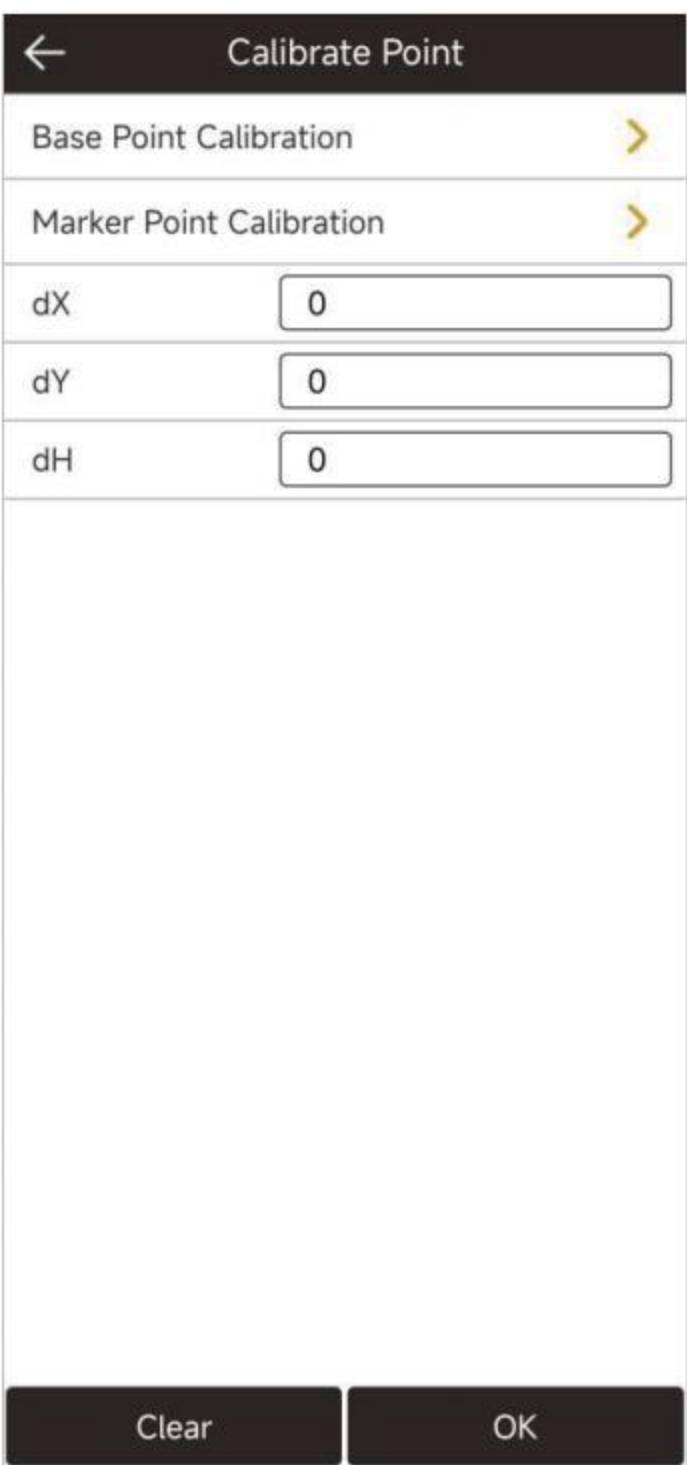 Calibrate Point
Base Point Calibration
Marker Point Calibration
dX 0
dY 0
dH 0
Clear OK